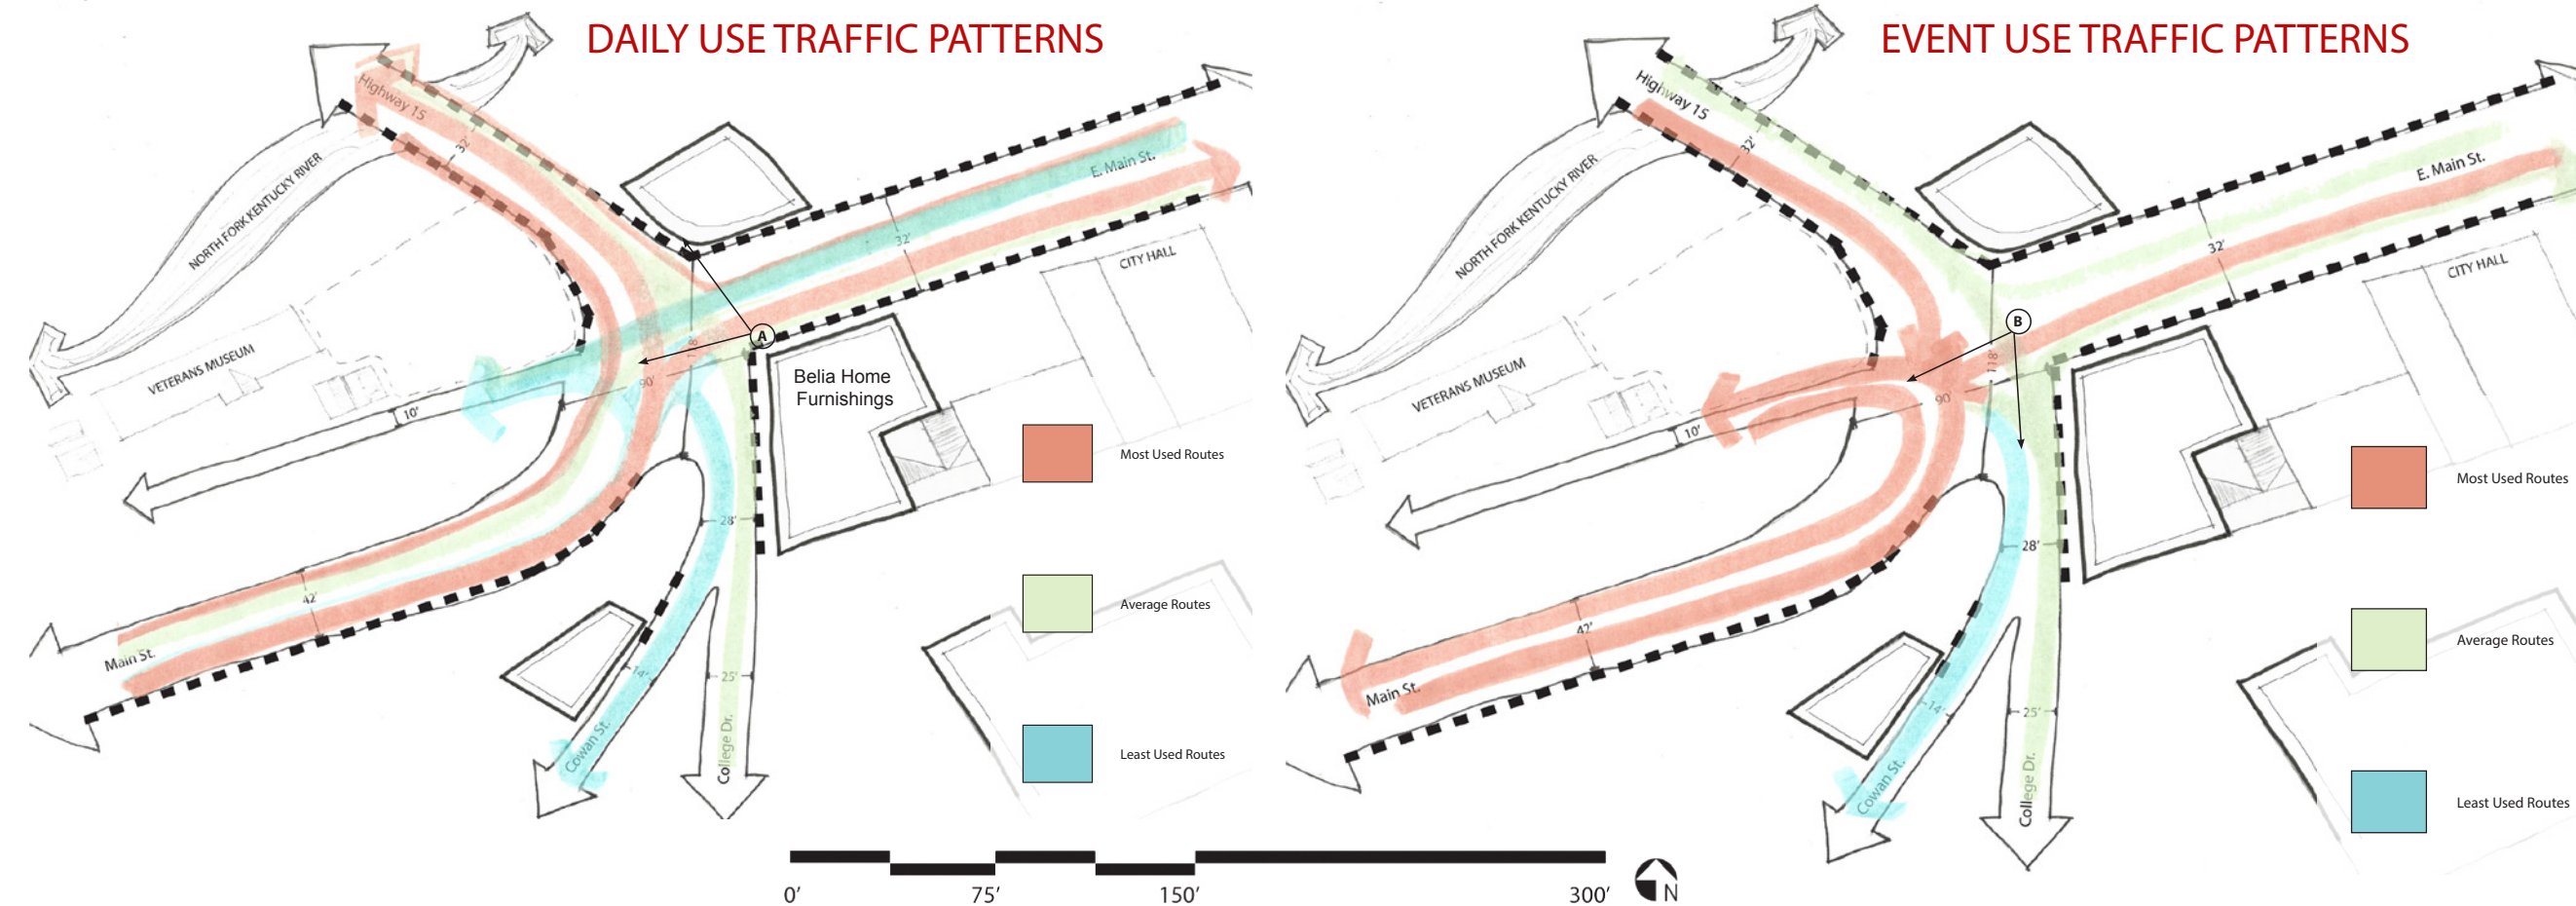 DAILY USE TRAFFIC PATTERNS
Highway 15
32'
NORTH FORK KENTUCKY RIVER
E. Main St.
32'
CITY HALL
VETERANS MUSEUM
A
118'
90'
10'
Belia Home
Furnishings
28'
42'
Main St.
14'
25'
Cowan St.
College Dr.
Most Used Routes
Average Routes
Least Used Routes
EVENT USE TRAFFIC PATTERNS
Highway 15
32'
NORTH FORK KENTUCKY RIVER
E. Main St.
32'
CITY HALL
VETERANS MUSEUM
B
118'
90'
10'
28'
42'
Main St.
14'
25'
Cowan St.
College Dr.
Most Used Routes
Average Routes
Least Used Routes
0' 75' 150' 300'
N